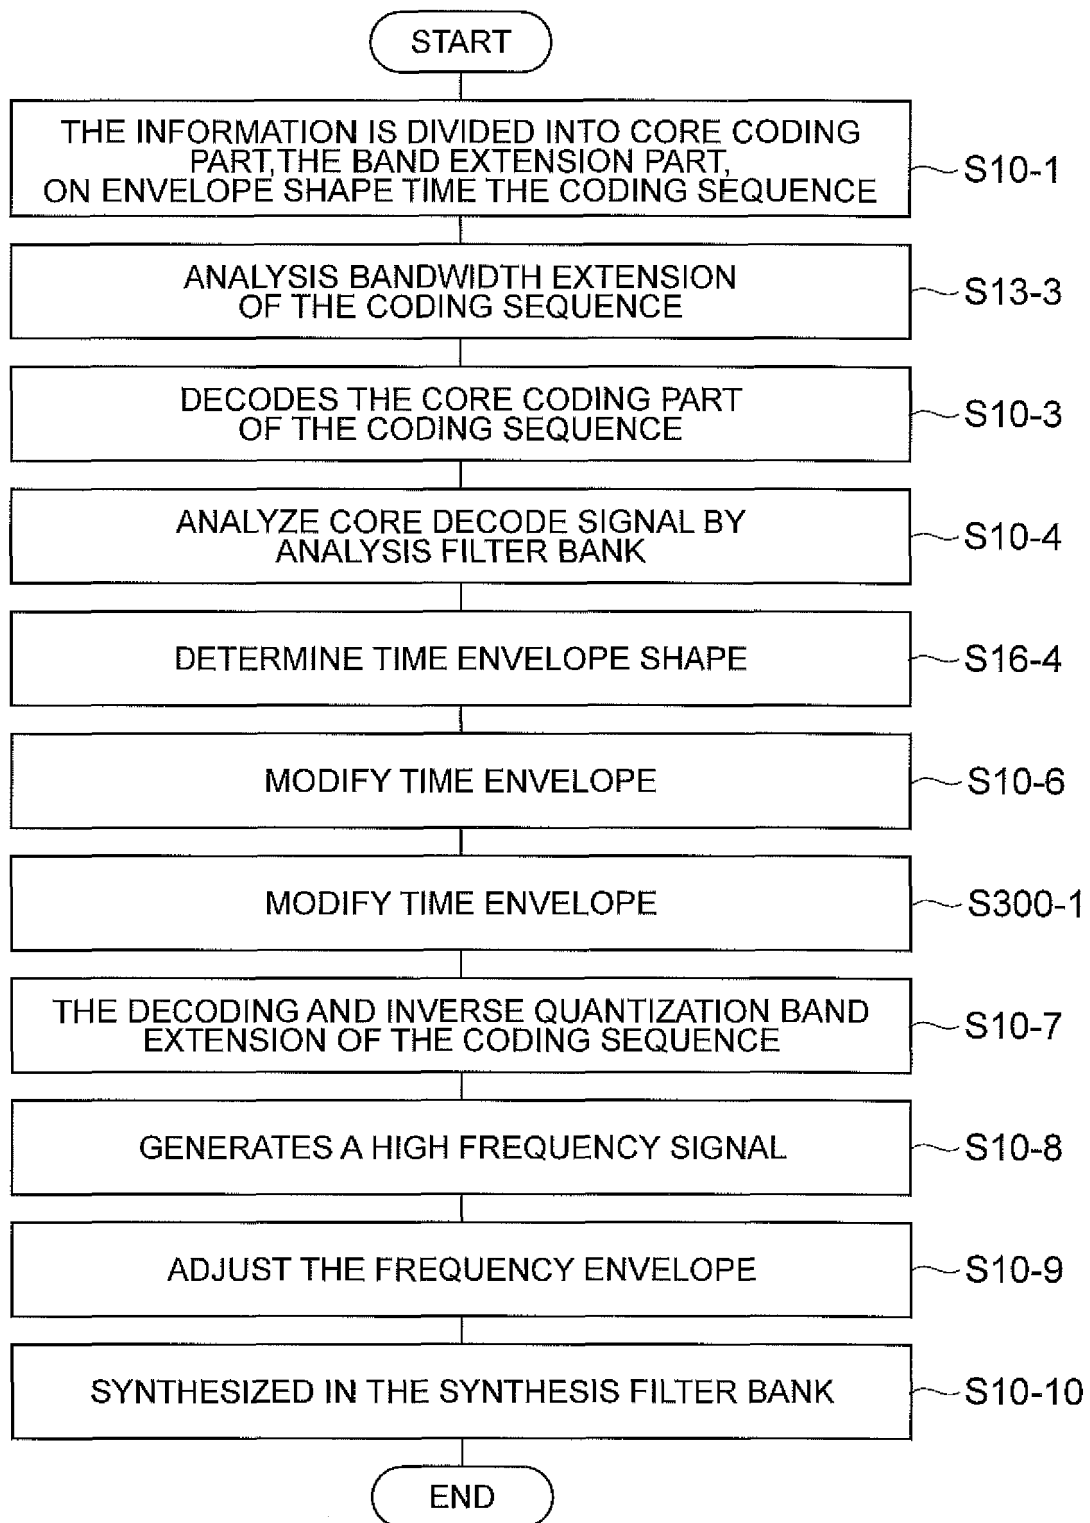 START
THE INFORMATION IS DIVIDED INTO CORE CODING
PART, THE BAND EXTENSION PART,
ON ENVELOPE SHAPE TIME THE CODING SEQUENCE
S10-1
ANALYSIS BANDWIDTH EXTENSION
OF THE CODING SEQUENCE
S13-3
DECODES THE CORE CODING PART
OF THE CODING SEQUENCE
S10-3
ANALYZE CORE DECODE SIGNAL BY
ANALYSIS FILTER BANK
S10-4
DETERMINE TIME ENVELOPE SHAPE
S16-4
MODIFY TIME ENVELOPE
S10-6
MODIFY TIME ENVELOPE
S300-1
THE DECODING AND INVERSE QUANTIZATION BAND
EXTENSION OF THE CODING SEQUENCE
S10-7
GENERATES A HIGH FREQUENCY SIGNAL
S10-8
ADJUST THE FREQUENCY ENVELOPE
S10-9
SYNTHESIZED IN THE SYNTHESIS FILTER BANK
S10-10
END